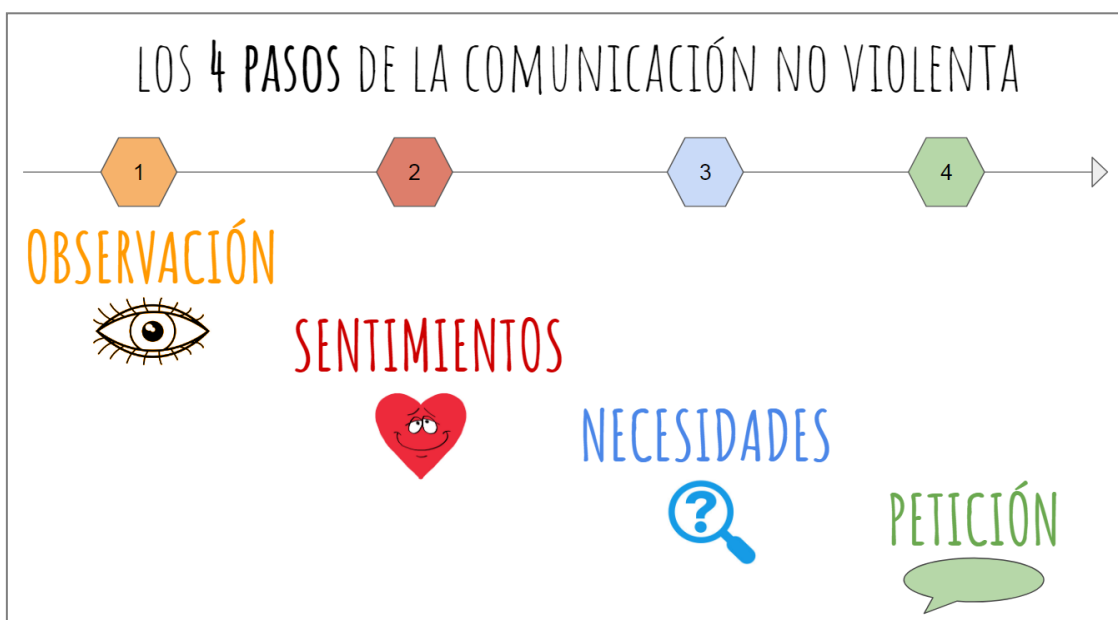 LOS 4 PASOS DE LA COMUNICACIÓN NO VIOLENTA
1 2 3 4
OBSERVACIÓN
SENTIMIENTOS
NECESIDADES
?
PETICIÓN